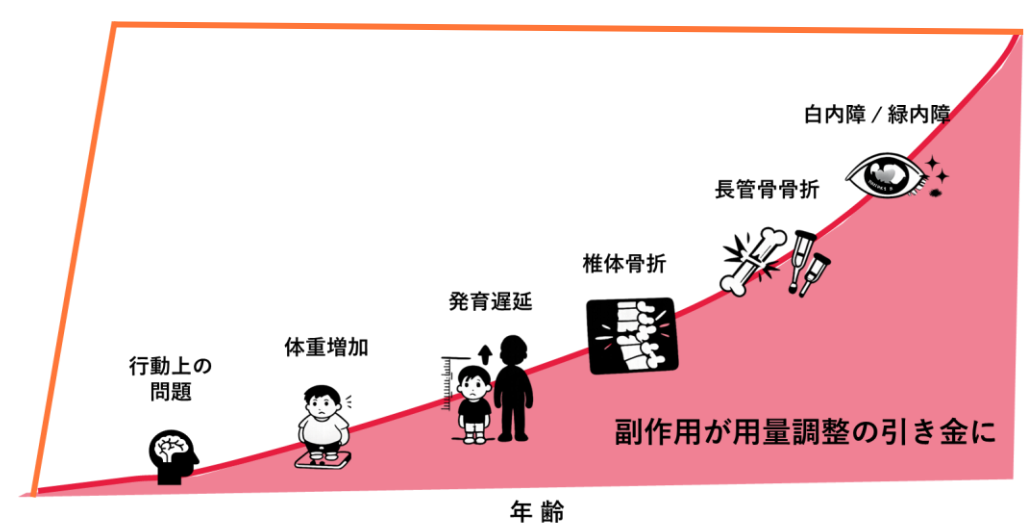 白内障 / 緑内障
長管骨骨折
椎体骨折
発育遅延
体重増加
行動上の
問題
副作用が用量調整の引き金に
年 齢